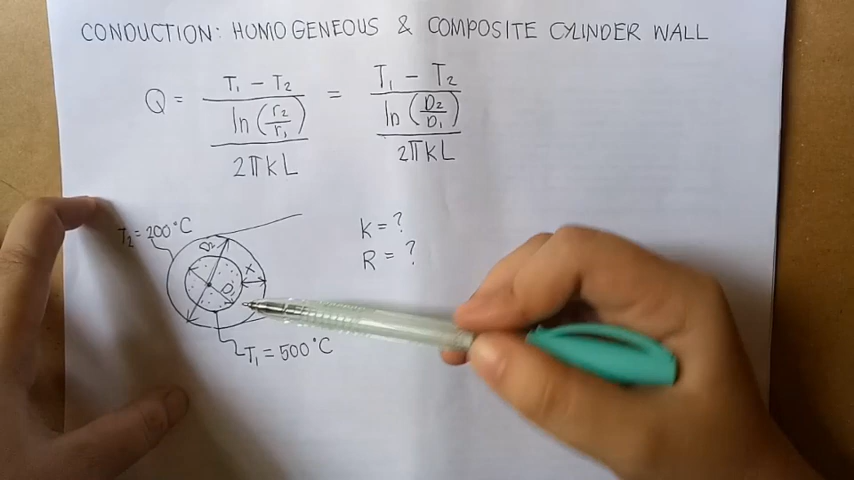 CONDUCTION: HOMOGENEOUS & COMPOSITE CYLINDER WALL
Q = T₁ - T₂ / (ln (r₂/r₁) / 2πkL) = T₁ - T₂ / (ln (D₂/D₁) / 2πkL)
T₂ = 200°C
D₂
x
D₁
T₁ = 500°C
K = ?
R = ?